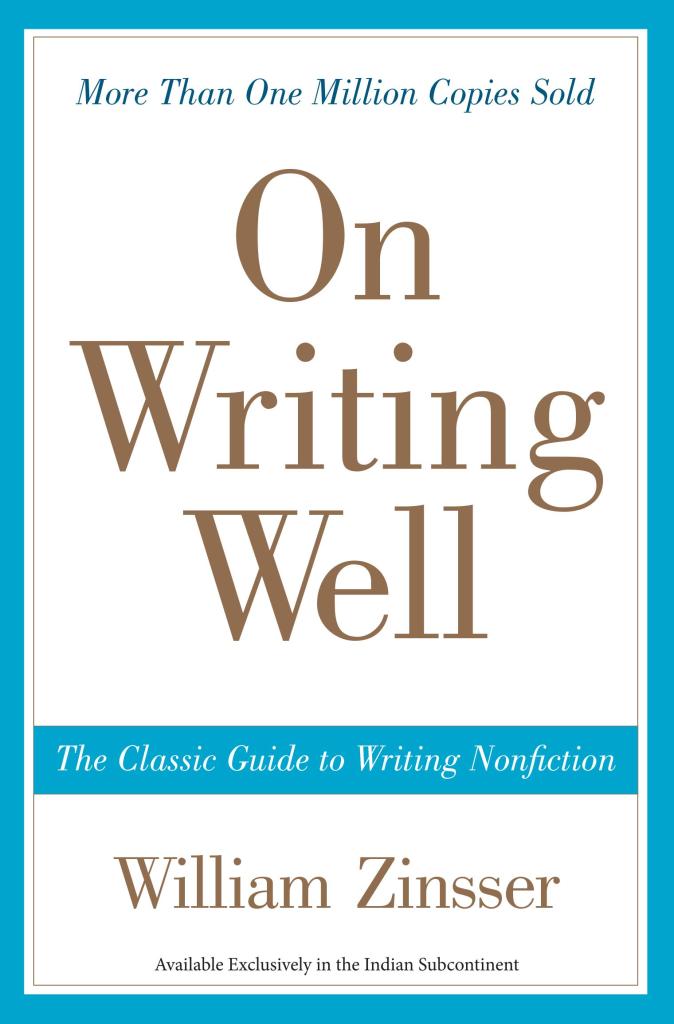 More Than One Million Copies Sold
On
Writing
Well
The Classic Guide to Writing Nonfiction
William Zinsser
Available Exclusively in the Indian Subcontinent